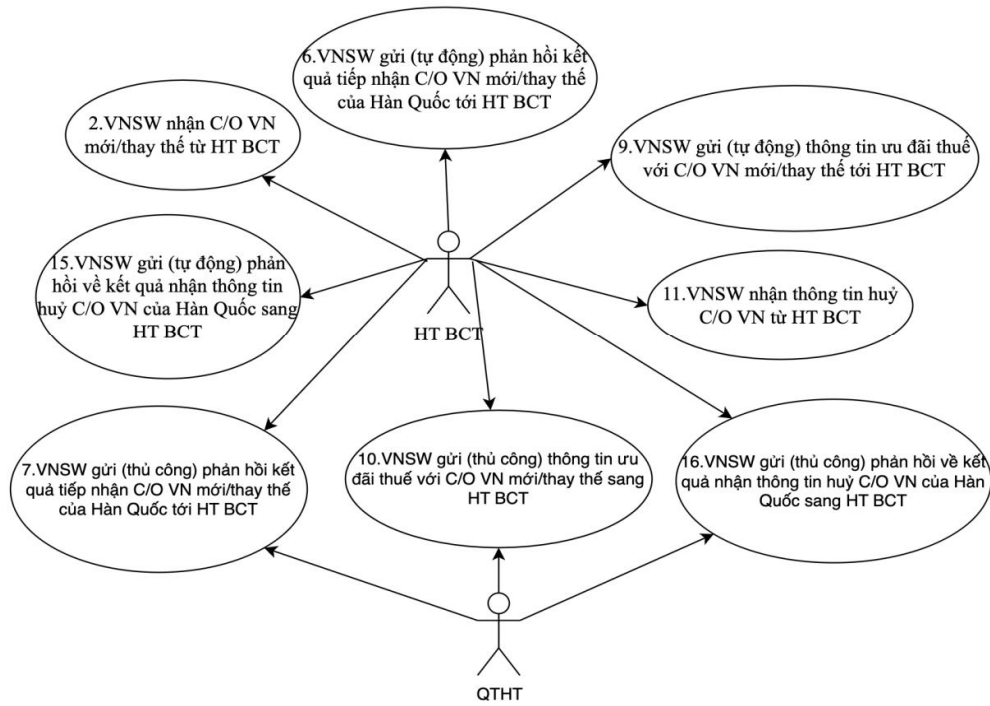 6.VNSW gửi (tự động) phản hồi kết
quả tiếp nhận C/O VN mới/thay thế
của Hàn Quốc tới HT BCT
2.VNSW nhận C/O VN
mới/thay thế từ HT BCT
9.VNSW gửi (tự động) thông tin ưu đãi thuế
với C/O VN mới/thay thế tới HT BCT
15.VNSW gửi (tự động) phản
hồi về kết quả nhận thông tin
huỷ C/O VN của Hàn Quốc sang
HT BCT
11.VNSW nhận thông tin huỷ
C/O VN từ HT BCT
HT BCT
7.VNSW gửi (thủ công) phản hồi kết
quả tiếp nhận C/O VN mới/thay thế
của Hàn Quốc tới HT BCT
10.VNSW gửi (thủ công) thông tin ưu
đãi thuế với C/O VN mới/thay thế sang
HT BCT
16.VNSW gửi (thủ công) phản hồi về kết
quả nhận thông tin huỷ C/O VN của Hàn
Quốc sang HT BCT
QTHT